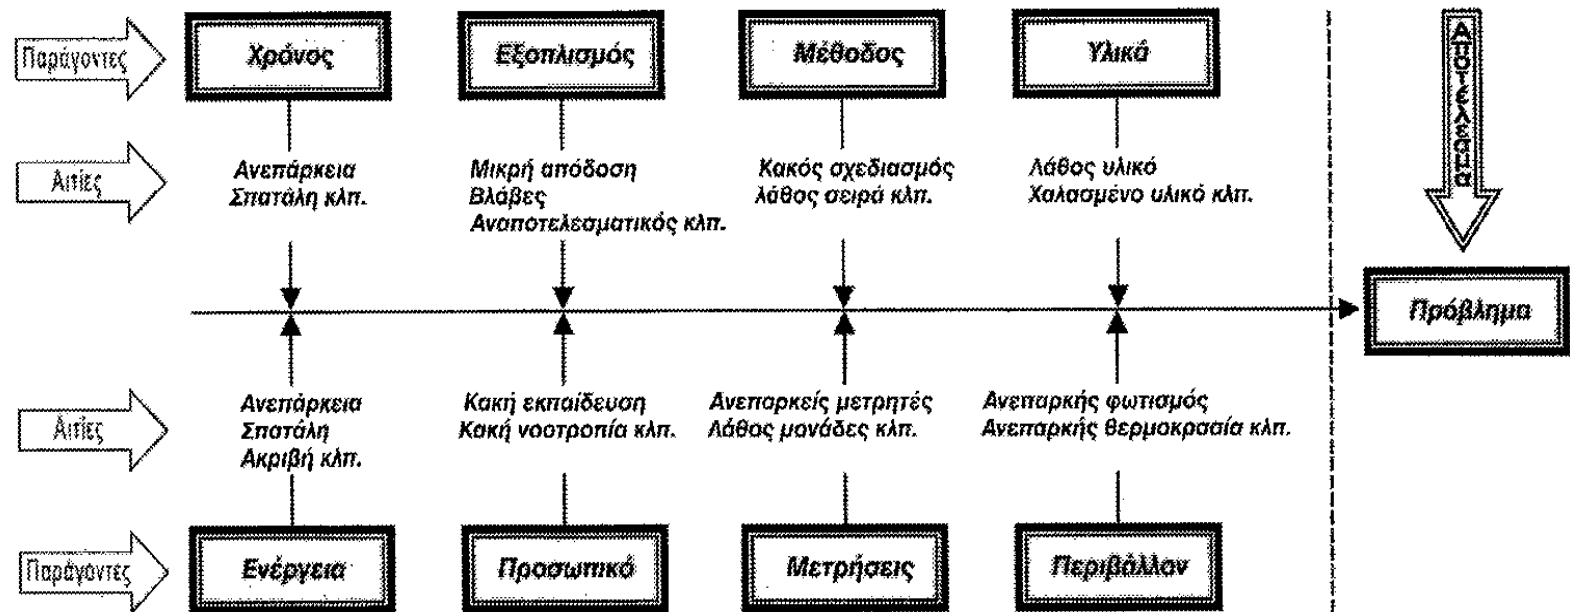 Παράγοντες
Χρόνος
Εξοπλισμός
Μέθοδος
Υλικά
Αποτέλεσμα
Αιτίες
Ανεπάρκεια
Σπατάλη κλπ.
Μικρή απόδοση
Βλάβες
Αναποτελεσματικός κλπ.
Κακός σχεδιασμός
λάθος σειρά κλπ.
Λάθος υλικό
Χαλασμένο υλικό κλπ.
Πρόβλημα
Αιτίες
Ανεπάρκεια
Σπατάλη
Ακριβή κλπ.
Κακή εκπαίδευση
Κακή νοοτροπία κλπ.
Ανεπαρκείς μετρητές
Λάθος μονάδες κλπ.
Ανεπαρκής φωτισμός
Ανεπαρκής θερμοκρασία κλπ.
Παράγοντες
Ενέργεια
Προσωπικό
Μετρήσεις
Περιβάλλον